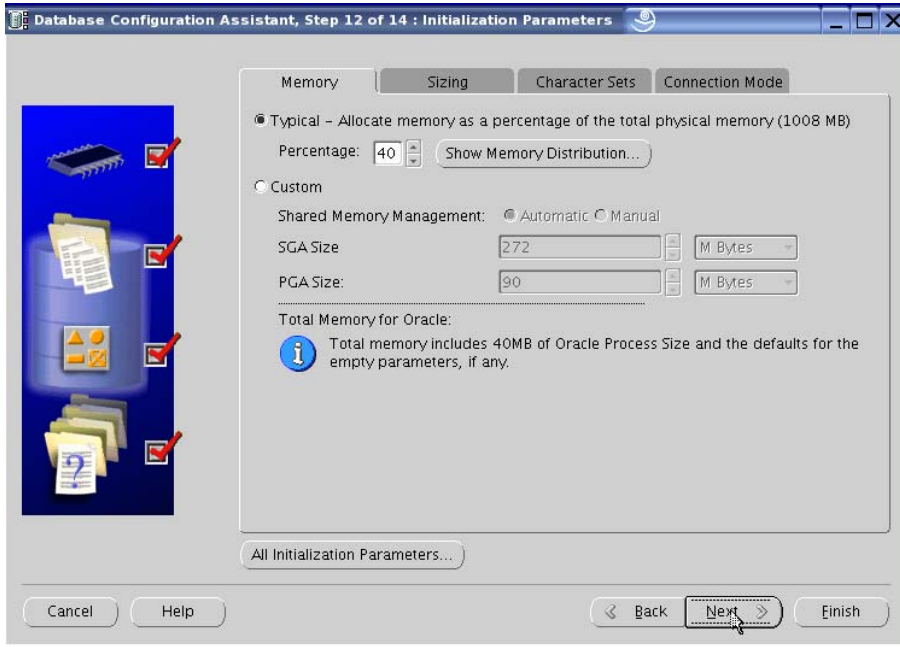 Database Configuration Assistant, Step 12 of 14 : Initialization Parameters
Memory
Sizing
Character Sets
Connection Mode
Typical – Allocate memory as a percentage of the total physical memory (1008 MB)
Percentage: 40 Show Memory Distribution...
Custom
Shared Memory Management: Automatic Manual
SGA Size 272 M Bytes
PGA Size: 90 M Bytes
Total Memory for Oracle:
Total memory includes 40MB of Oracle Process Size and the defaults for the
empty parameters, if any.
All Initialization Parameters...
Cancel Help Back Next Finish